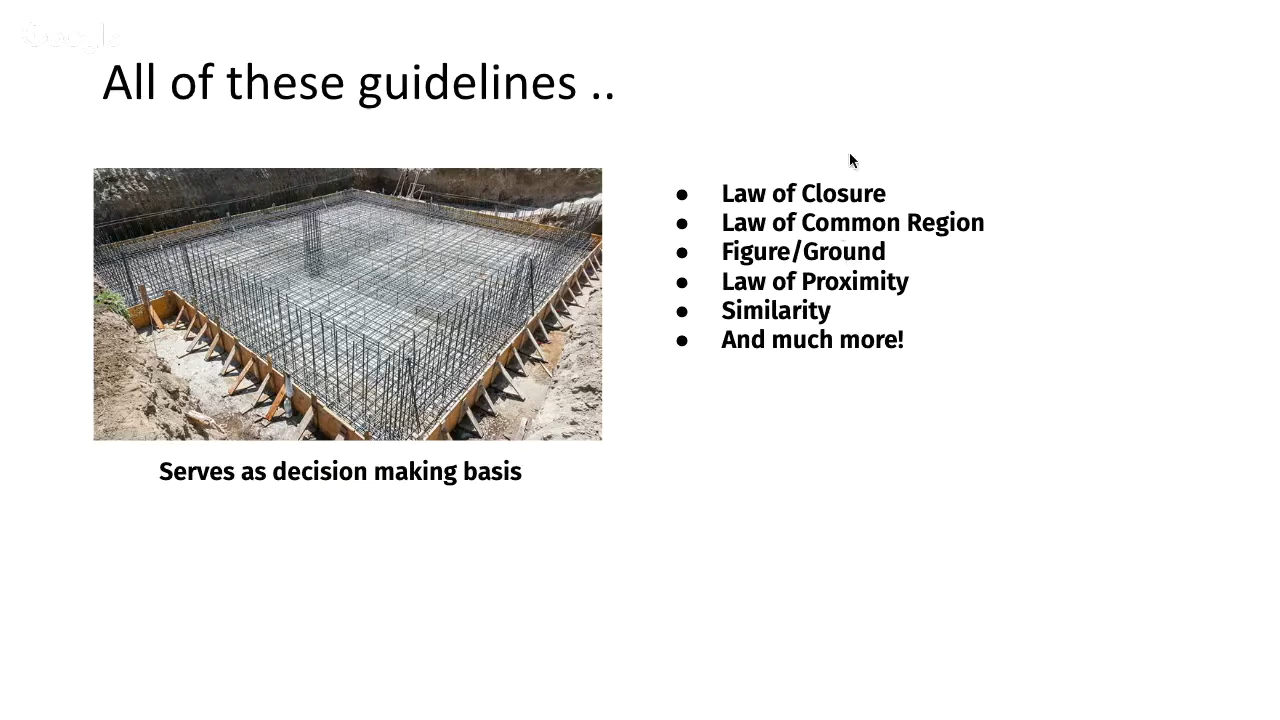 Google
All of these guidelines ..
● Law of Closure
● Law of Common Region
● Figure/Ground
● Law of Proximity
● Similarity
● And much more!
Serves as decision making basis